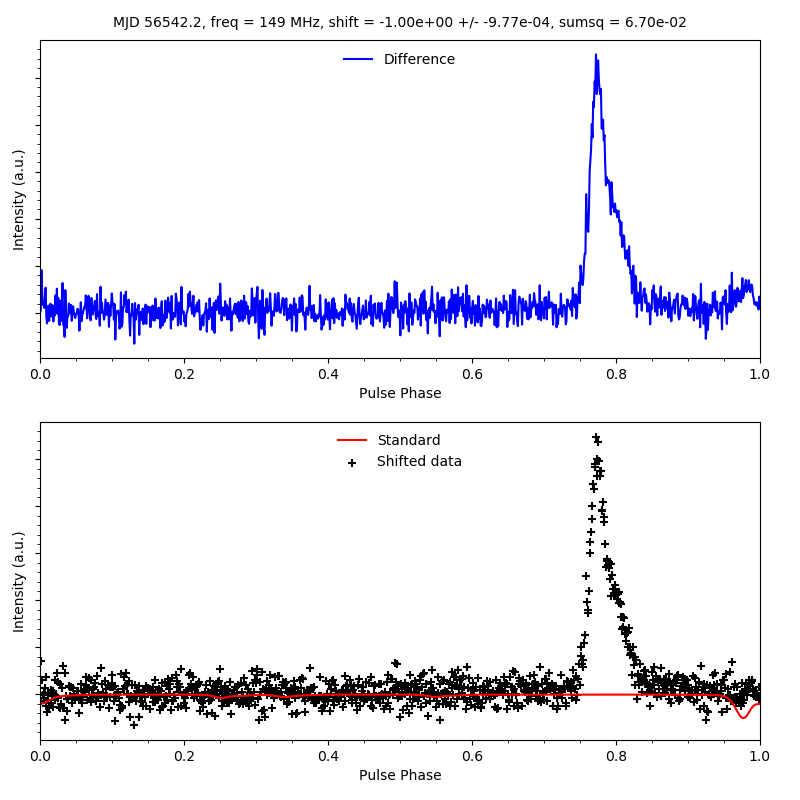 MJD 56542.2, freq = 149 MHz, shift = -1.00e+00 +/- -9.77e-04, sumsq = 6.70e-02
Difference
Intensity (a.u.)
0.0 0.2 0.4 0.6 0.8 1.0
Pulse Phase
Standard
Shifted data
Intensity (a.u.)
0.0 0.2 0.4 0.6 0.8 1.0
Pulse Phase